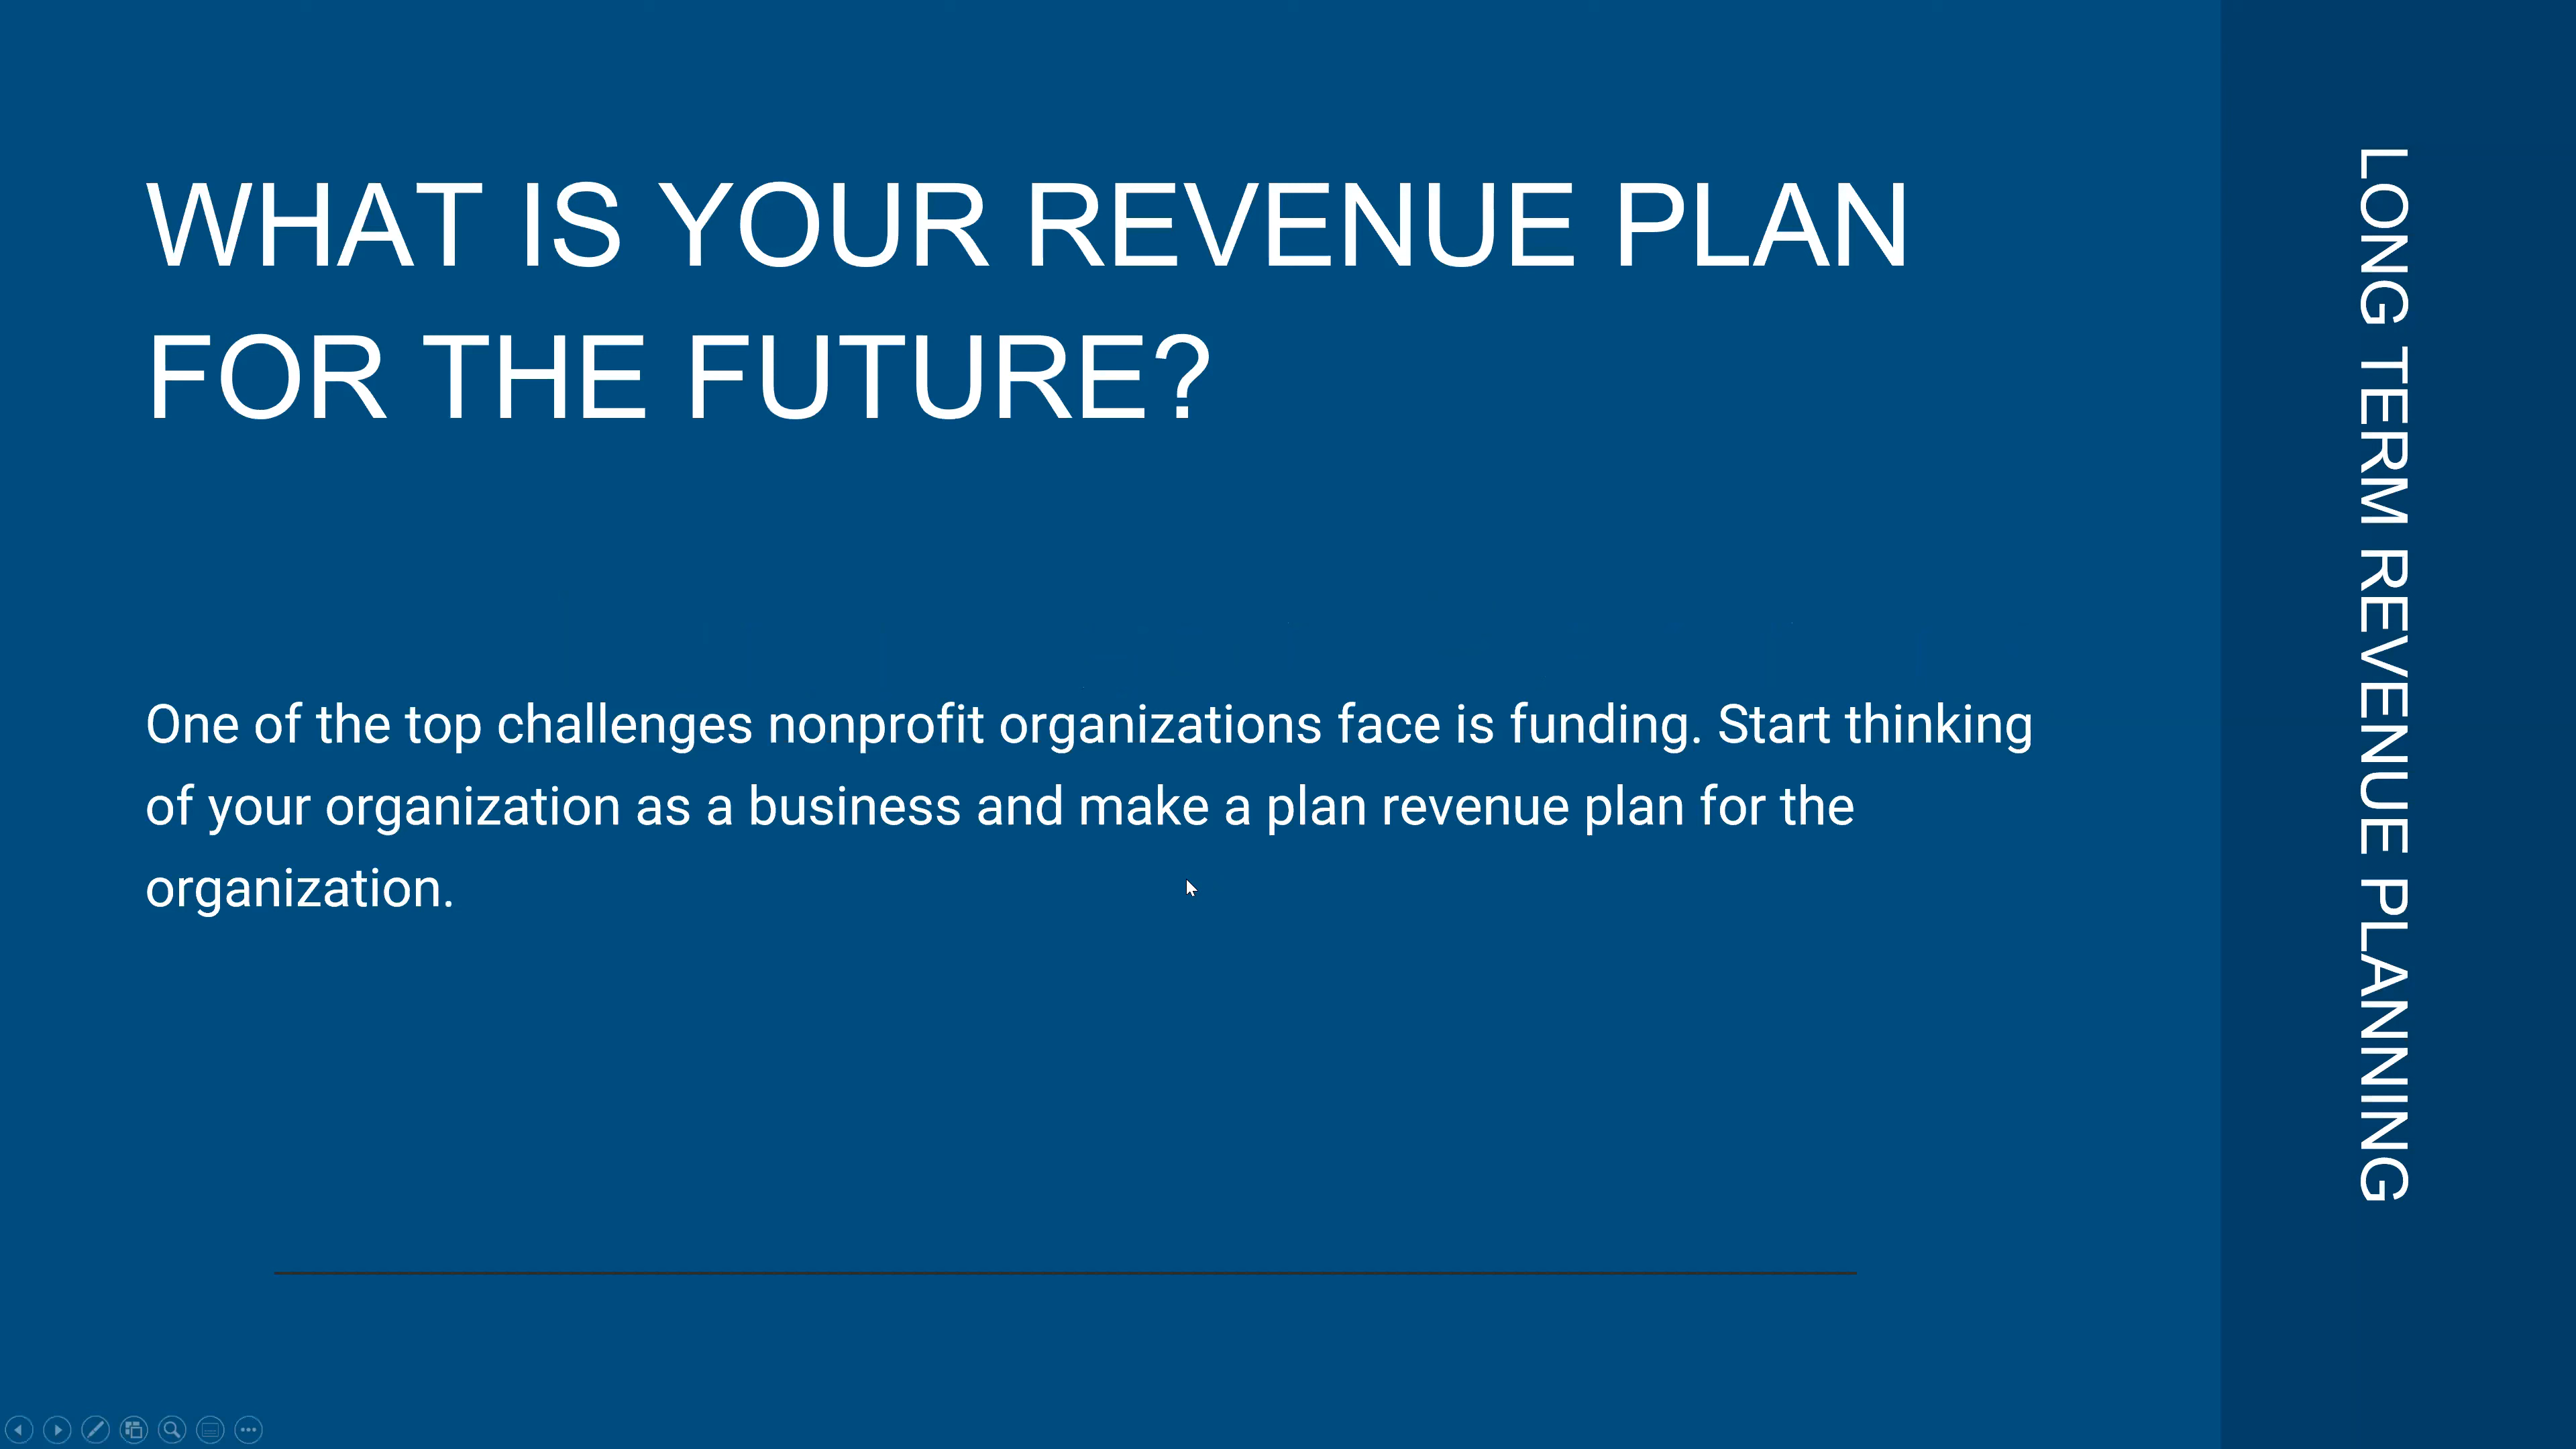 WHAT IS YOUR REVENUE PLAN
FOR THE FUTURE?
One of the top challenges nonprofit organizations face is funding. Start thinking
of your organization as a business and make a plan revenue plan for the
organization.
LONG TERM REVENUE PLANNING